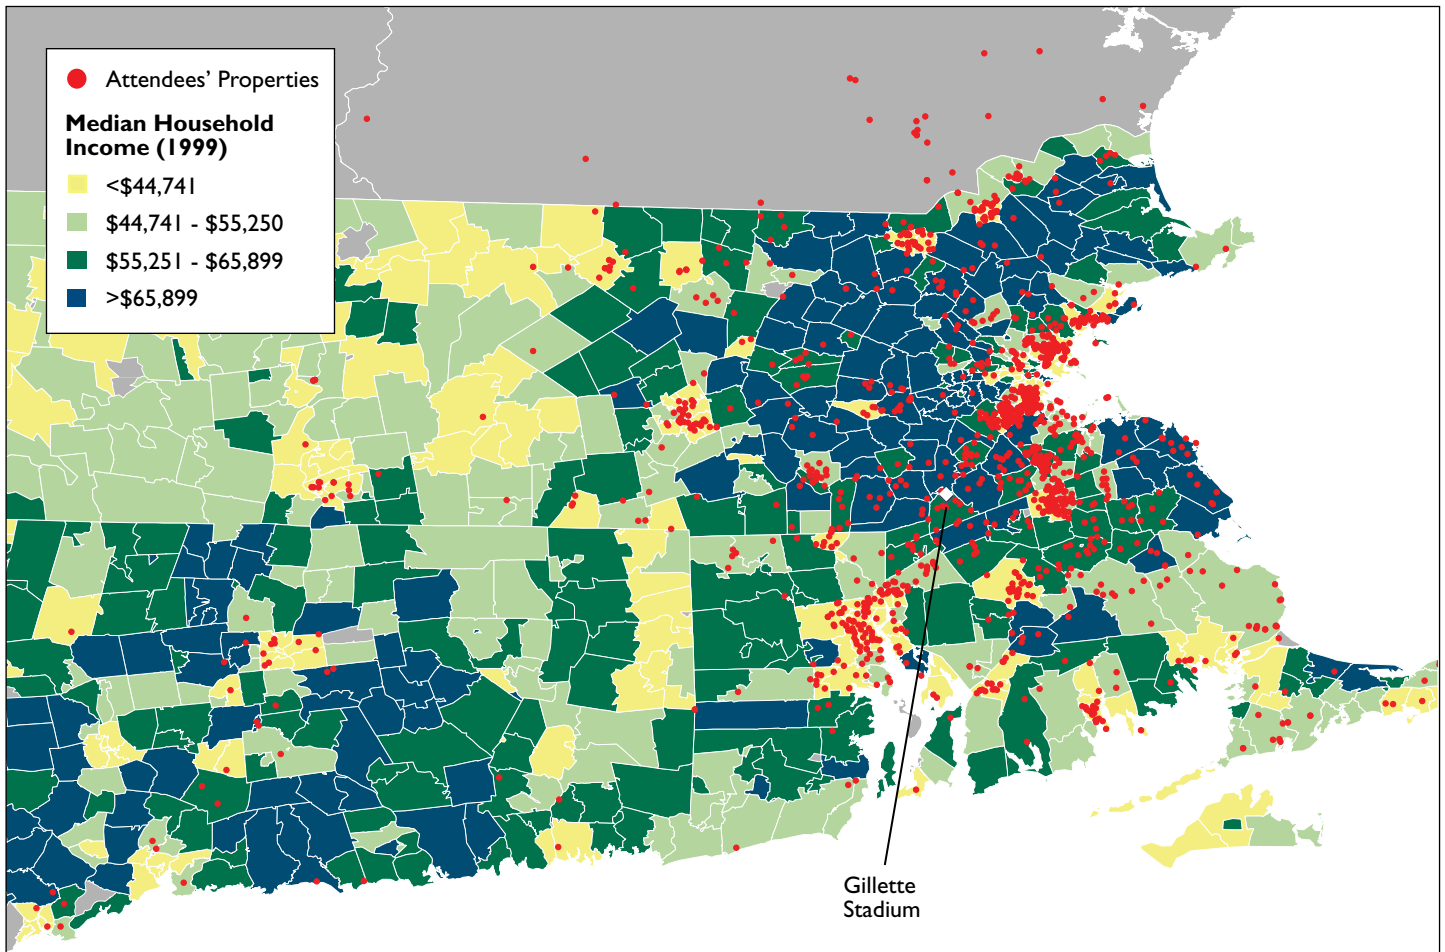 Attendees' Properties
Median Household
Income (1999)
<$44,741
$44,741 - $55,250
$55,251 - $65,899
>$65,899
Gillette
Stadium